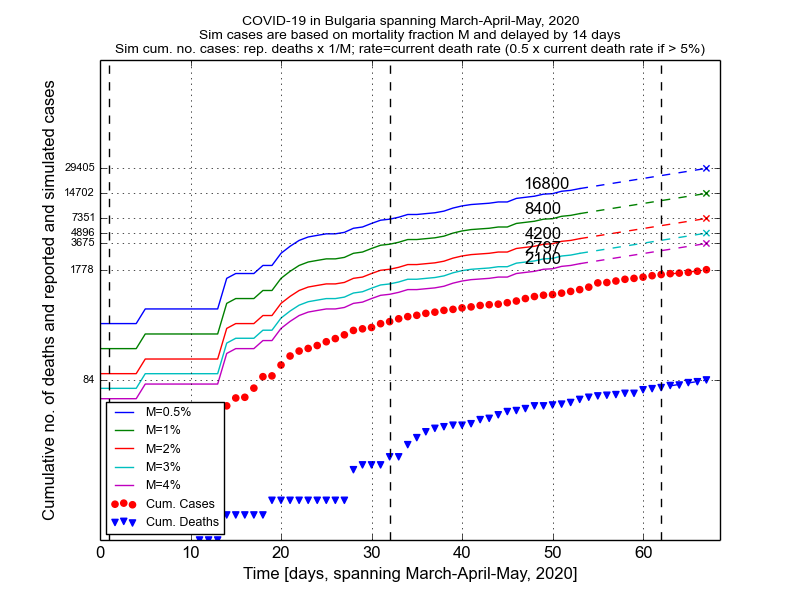 COVID-19 in Bulgaria spanning March-April-May, 2020
Sim cases are based on mortality fraction M and delayed by 14 days
Sim cum. no. cases: rep. deaths x 1/M; rate=current death rate (0.5 x current death rate if > 5%)
Cumulative no. of deaths and reported and simulated cases
29405
14702
7351
4896
3675
1778
84
16800
8400
4200
2797
2100
M=0.5%
M=1%
M=2%
M=3%
M=4%
Cum. Cases
Cum. Deaths
0 10 20 30 40 50 60
Time [days, spanning March-April-May, 2020]